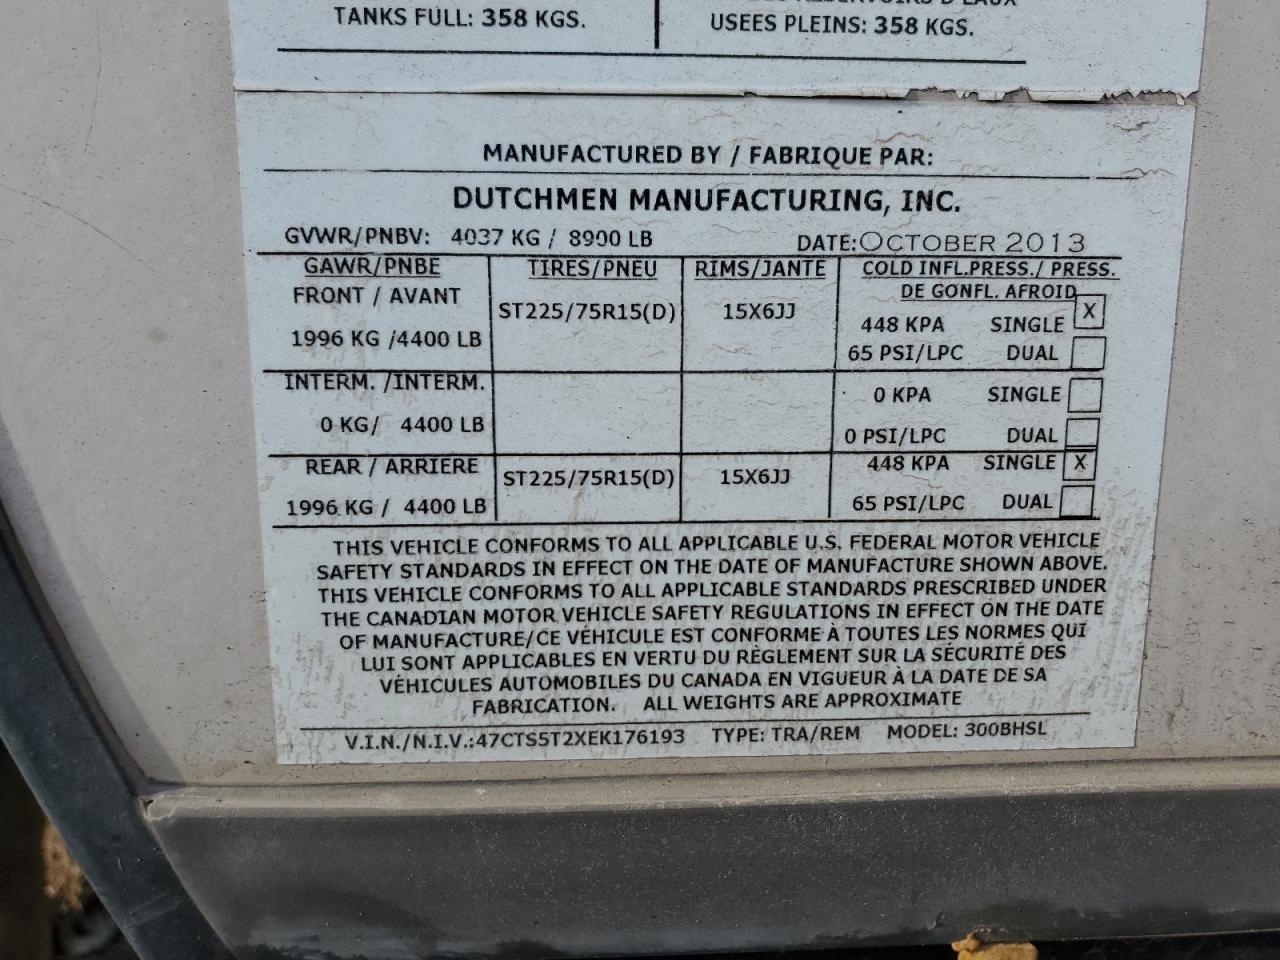 TANKS FULL: 358 KGS.
USEES PLEINS: 358 KGS.
MANUFACTURED BY / FABRIQUE PAR:
DUTCHMEN MANUFACTURING, INC.
GVWR/PNBV: 4037 KG / 8900 LB DATE: OCTOBER 2013
GAWR/PNBE TIRES/PNEU RIMS/JANTE COLD INFL.PRESS./ PRESS.
DE GONFL. AFROID
FRONT / AVANT ST225/75R15(D) 15X6JJ 448 KPA SINGLE X
1996 KG /4400 LB 65 PSI/LPC DUAL
INTERM. /INTERM. 0 KPA SINGLE
0 KG/ 4400 LB 0 PSI/LPC DUAL
REAR / ARRIERE ST225/75R15(D) 15X6JJ 448 KPA SINGLE X
1996 KG / 4400 LB 65 PSI/LPC DUAL
THIS VEHICLE CONFORMS TO ALL APPLICABLE U.S. FEDERAL MOTOR VEHICLE
SAFETY STANDARDS IN EFFECT ON THE DATE OF MANUFACTURE SHOWN ABOVE.
THIS VEHICLE CONFORMS TO ALL APPLICABLE STANDARDS PRESCRIBED UNDER
THE CANADIAN MOTOR VEHICLE SAFETY REGULATIONS IN EFFECT ON THE DATE
OF MANUFACTURE/CE VÉHICULE EST CONFORME À TOUTES LES NORMES QUI
LUI SONT APPLICABLES EN VERTU DU RÈGLEMENT SUR LA SÉCURITÉ DES
VÉHICULES AUTOMOBILES DU CANADA EN VIGUEUR À LA DATE DE SA
FABRICATION. ALL WEIGHTS ARE APPROXIMATE
V.I.N./N.I.V.:47CTS5T2XEK176193 TYPE: TRA/REM MODEL: 300BHSL